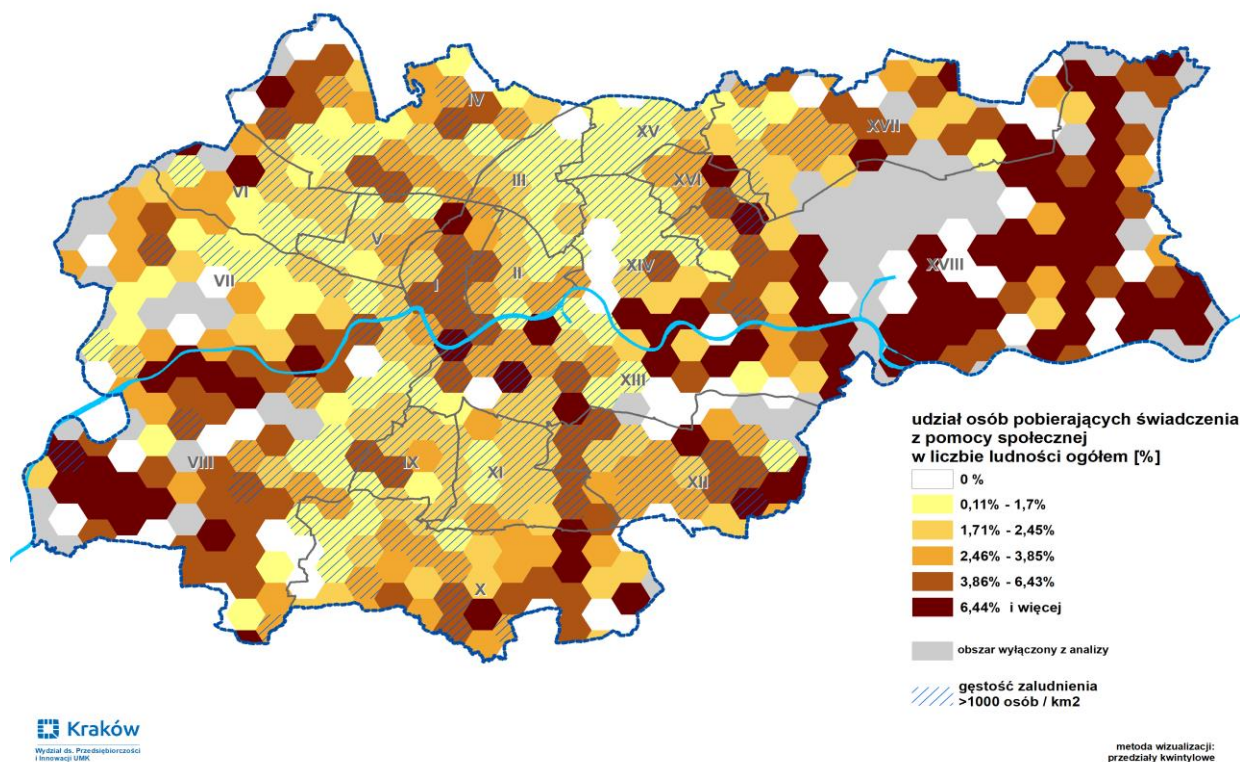 IV
XV
XVII
III
XVI
VI
V
VII
II
XIV
XVIII
I
XIII
VIII
IX
XI
XII
X
udział osób pobierających świadczenia
z pomocy społecznej
w liczbie ludności ogółem [%]
0 %
0,11% - 1,7%
1,71% - 2,45%
2,46% - 3,85%
3,86% - 6,43%
6,44% i więcej
obszar wyłączony z analizy
gęstość zaludnienia
>1000 osób / km2
Kraków
Wydział ds. Przedsiębiorczości
i Innowacji UMK
metoda wizualizacji:
przedziały kwintylowe